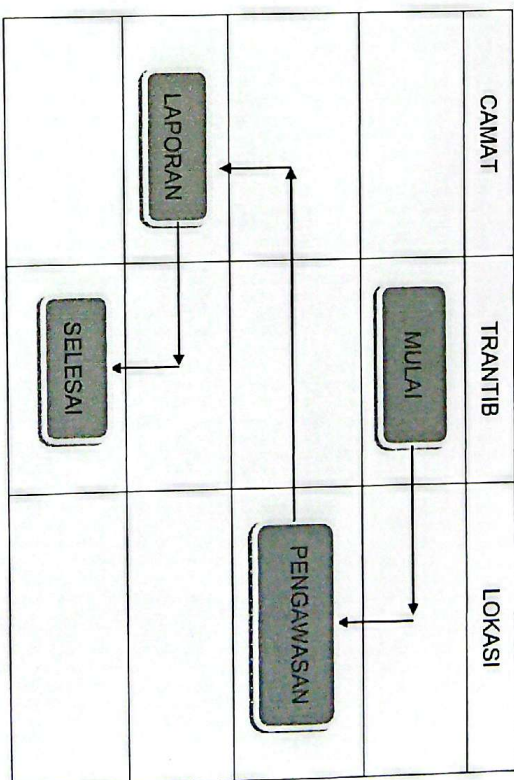 CAMAT
TRANTIB
LOKASI
MULAI
PENGAWASAN
LAPORAN
SELESAI